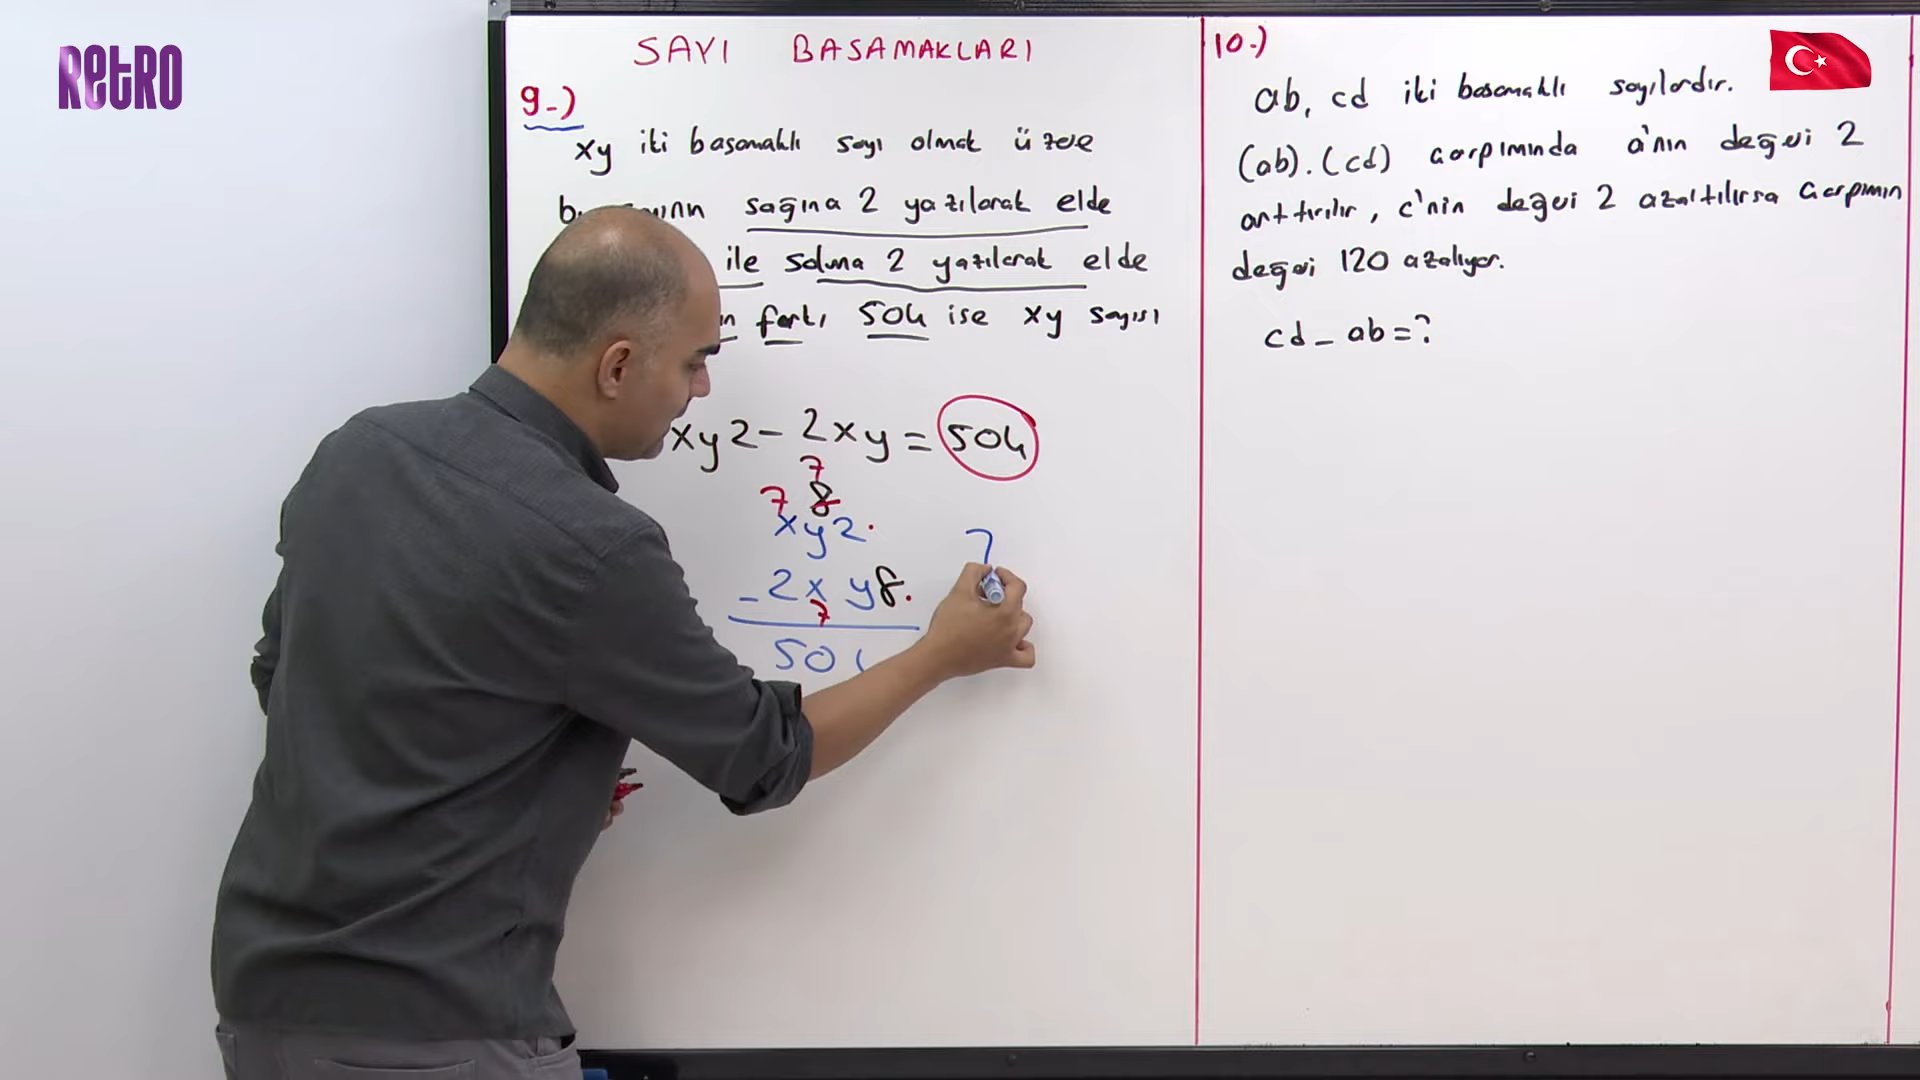 RETRO
SAYI BASAMAKLARI
9-)
xy iki basamaklı sayı olmak üzere
sağına 2 yazılarak elde
ile soluna 2 yazılarak elde
farkı 504 ise xy sayısı
xy2 - 2xy = 504
7
7 8
xy2
- 2xy8
7
50
7
10-)
ab, cd iki basamaklı sayılardır.
(ab).(cd) çarpımında a'nın değeri 2
arttırılır, c'nin değeri 2 azaltılırsa çarpımın
değeri 120 azalıyor.
cd - ab = ?